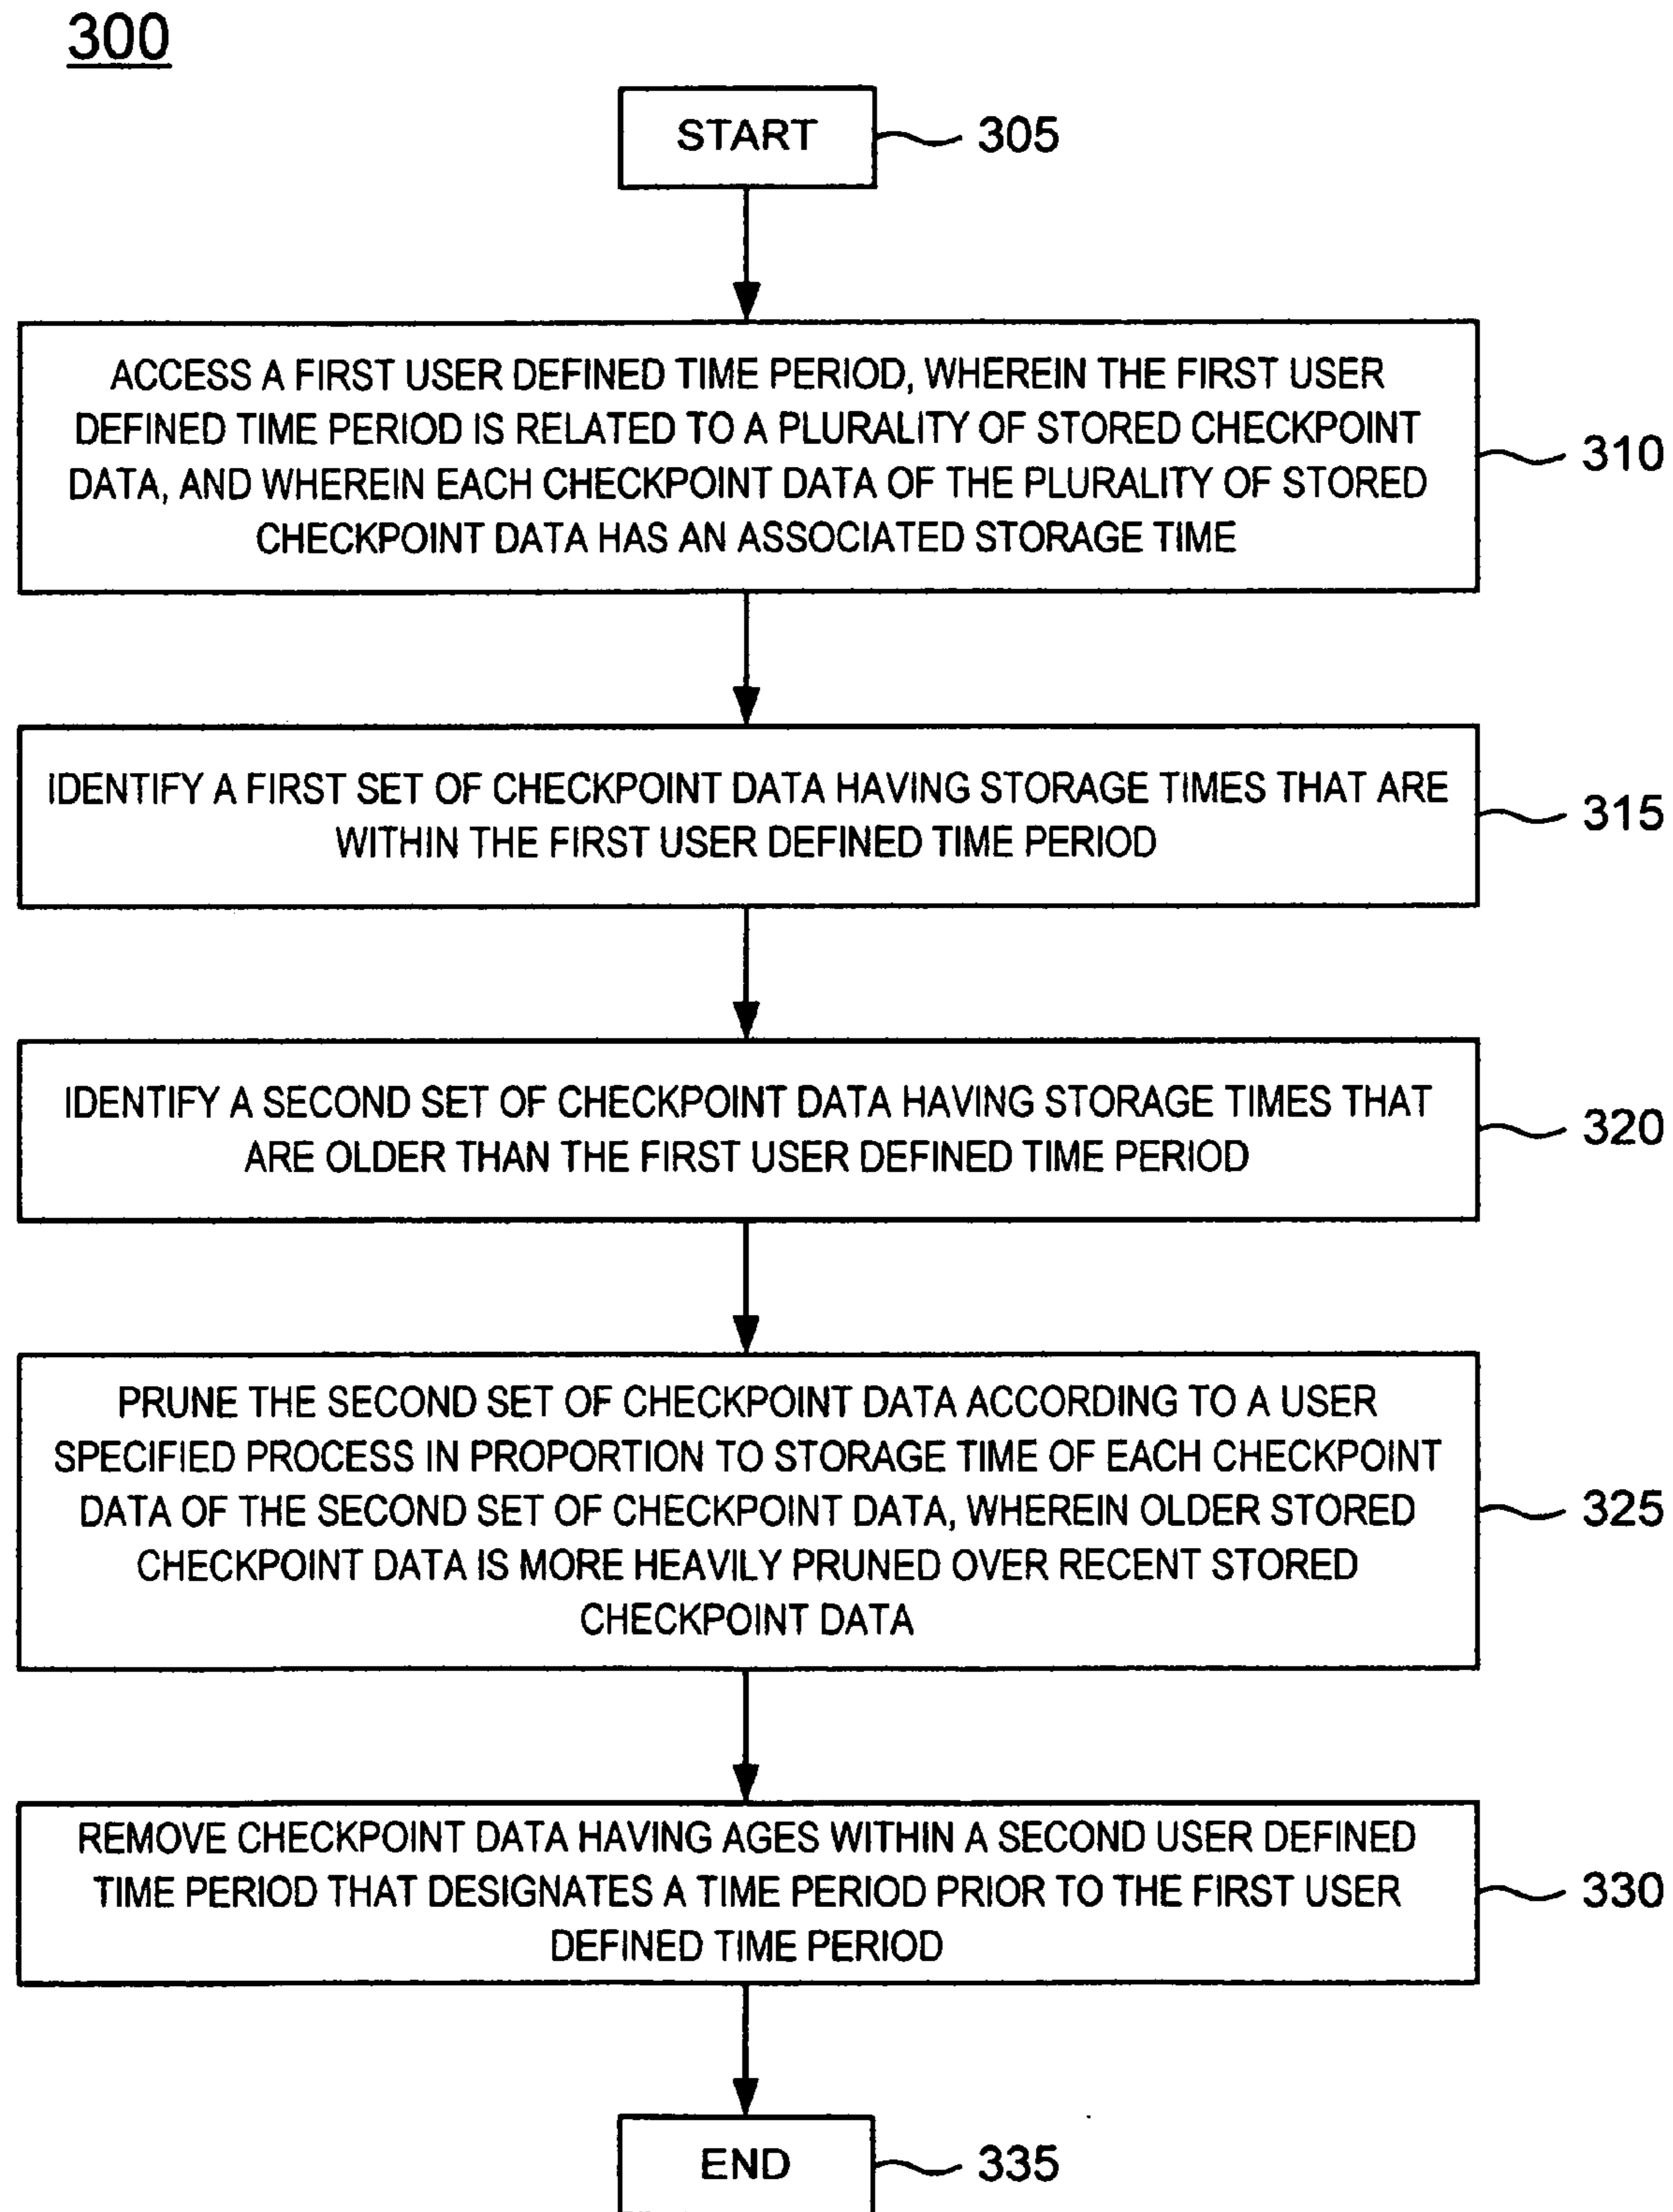 300
START
305
ACCESS A FIRST USER DEFINED TIME PERIOD, WHEREIN THE FIRST USER
DEFINED TIME PERIOD IS RELATED TO A PLURALITY OF STORED CHECKPOINT
DATA, AND WHEREIN EACH CHECKPOINT DATA OF THE PLURALITY OF STORED
CHECKPOINT DATA HAS AN ASSOCIATED STORAGE TIME
310
IDENTIFY A FIRST SET OF CHECKPOINT DATA HAVING STORAGE TIMES THAT ARE
WITHIN THE FIRST USER DEFINED TIME PERIOD
315
IDENTIFY A SECOND SET OF CHECKPOINT DATA HAVING STORAGE TIMES THAT
ARE OLDER THAN THE FIRST USER DEFINED TIME PERIOD
320
PRUNE THE SECOND SET OF CHECKPOINT DATA ACCORDING TO A USER
SPECIFIED PROCESS IN PROPORTION TO STORAGE TIME OF EACH CHECKPOINT
DATA OF THE SECOND SET OF CHECKPOINT DATA, WHEREIN OLDER STORED
CHECKPOINT DATA IS MORE HEAVILY PRUNED OVER RECENT STORED
CHECKPOINT DATA
325
REMOVE CHECKPOINT DATA HAVING AGES WITHIN A SECOND USER DEFINED
TIME PERIOD THAT DESIGNATES A TIME PERIOD PRIOR TO THE FIRST USER
DEFINED TIME PERIOD
330
END
335